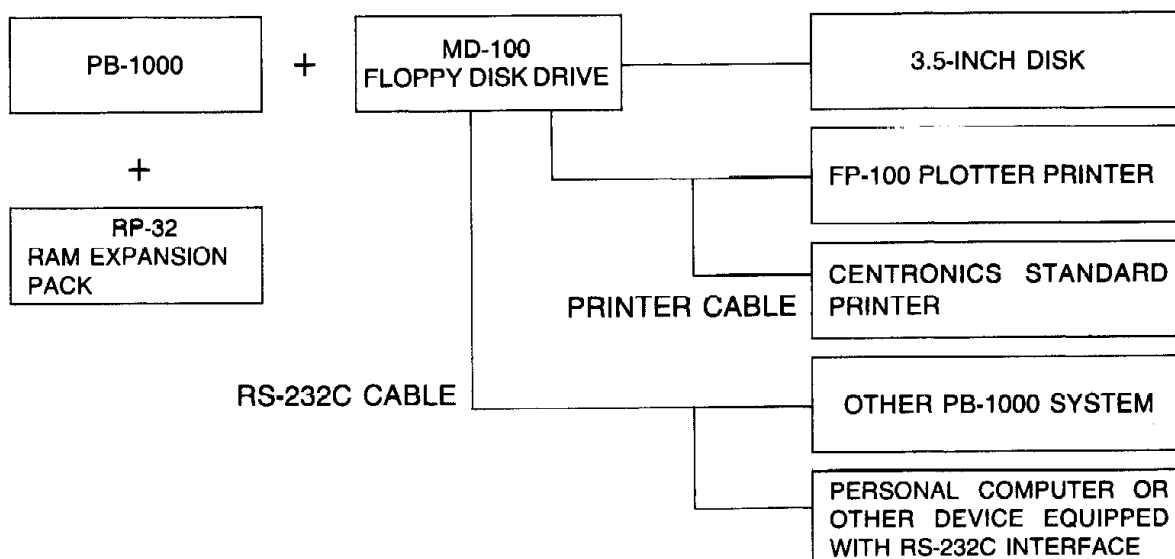 PB-1000
+
MD-100
FLOPPY DISK DRIVE
3.5-INCH DISK
+
RP-32
RAM EXPANSION
PACK
FP-100 PLOTTER PRINTER
PRINTER CABLE
CENTRONICS STANDARD
PRINTER
RS-232C CABLE
OTHER PB-1000 SYSTEM
PERSONAL COMPUTER OR
OTHER DEVICE EQUIPPED
WITH RS-232C INTERFACE